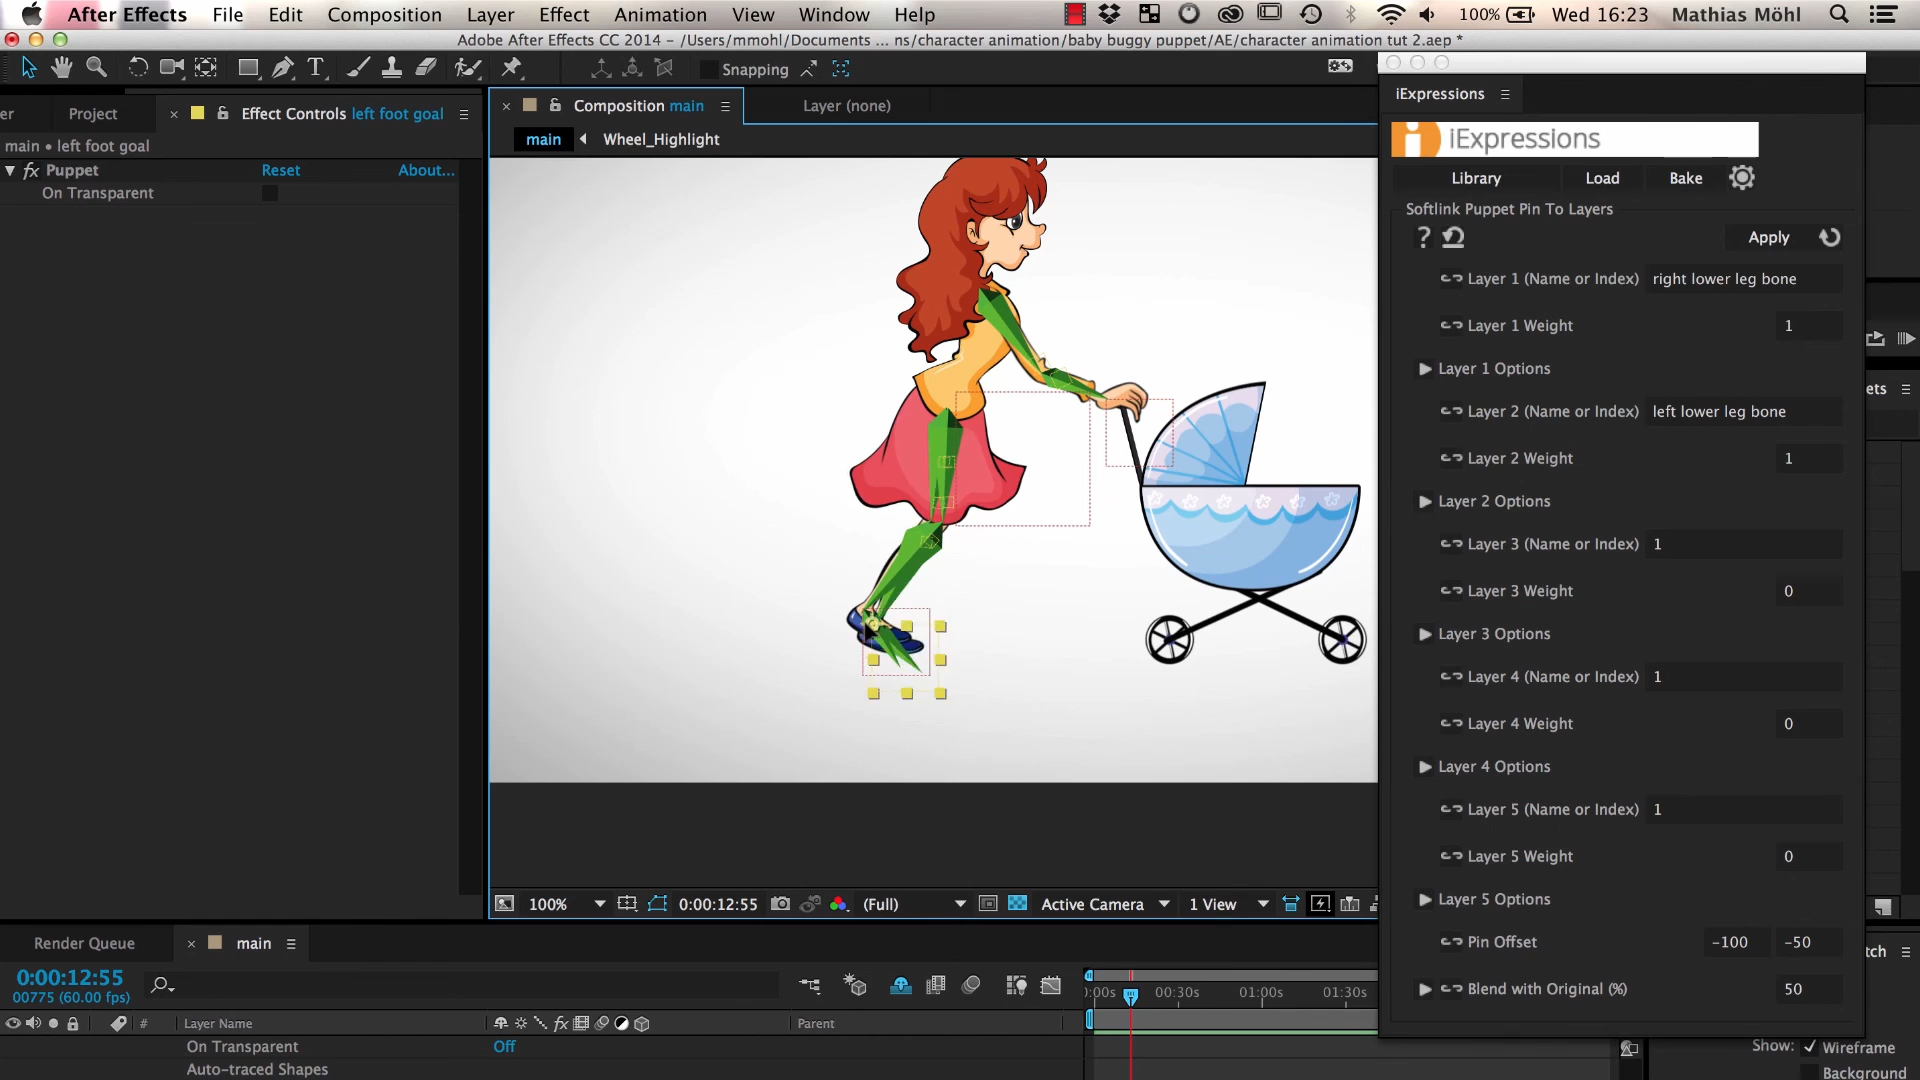 After Effects File Edit Composition Layer Effect Animation View Window Help 100% Wed 16:23 Mathias Möhl
Adobe After Effects CC 2014 – /Users/mmohl/Documents ... ns/character animation/baby buggy puppet/AE/character animation tut 2.aep *
Snapping
er Project × Effect Controls left foot goal
× Composition main Layer (none)
main • left foot goal
main Wheel_Highlight
fx Puppet Reset About...
On Transparent
iExpressions
iExpressions
Library Load Bake
Softlink Puppet Pin To Layers
? Apply
Layer 1 (Name or Index) right lower leg bone
Layer 1 Weight 1
Layer 1 Options
Layer 2 (Name or Index) left lower leg bone
Layer 2 Weight 1
Layer 2 Options
Layer 3 (Name or Index) 1
Layer 3 Weight 0
Layer 3 Options
Layer 4 (Name or Index) 1
Layer 4 Weight 0
Layer 4 Options
Layer 5 (Name or Index) 1
Layer 5 Weight 0
Layer 5 Options
Pin Offset -100 -50
Blend with Original (%) 50
ets
tch
100% 0:00:12:55 (Full) Active Camera 1 View
Render Queue × main
0:00:12:55
00775 (60.00 fps)
):00s 00:30s 01:00s 01:30s
# Layer Name fx Parent
On Transparent Off
Auto-traced Shapes
Show: Wireframe
Background